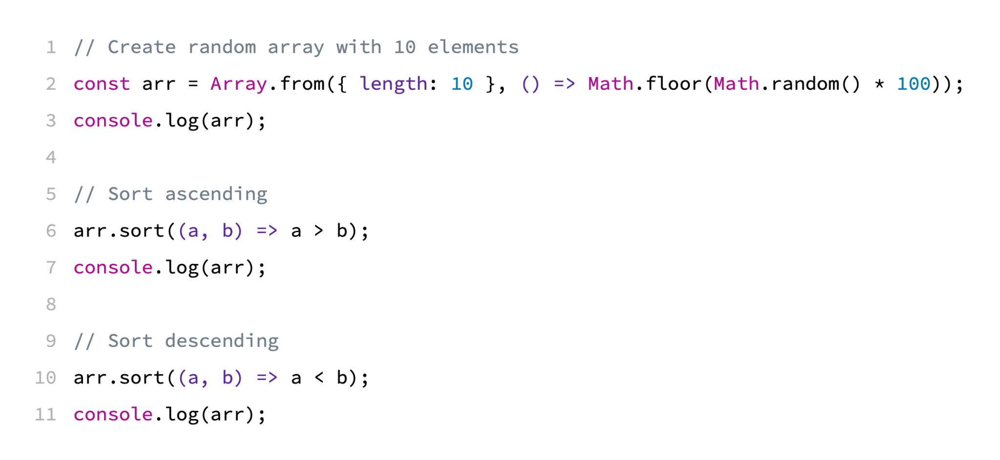 1 // Create random array with 10 elements
2 const arr = Array.from({ length: 10 }, () => Math.floor(Math.random() * 100));
3 console.log(arr);
4
5 // Sort ascending
6 arr.sort((a, b) => a > b);
7 console.log(arr);
8
9 // Sort descending
10 arr.sort((a, b) => a < b);
11 console.log(arr);